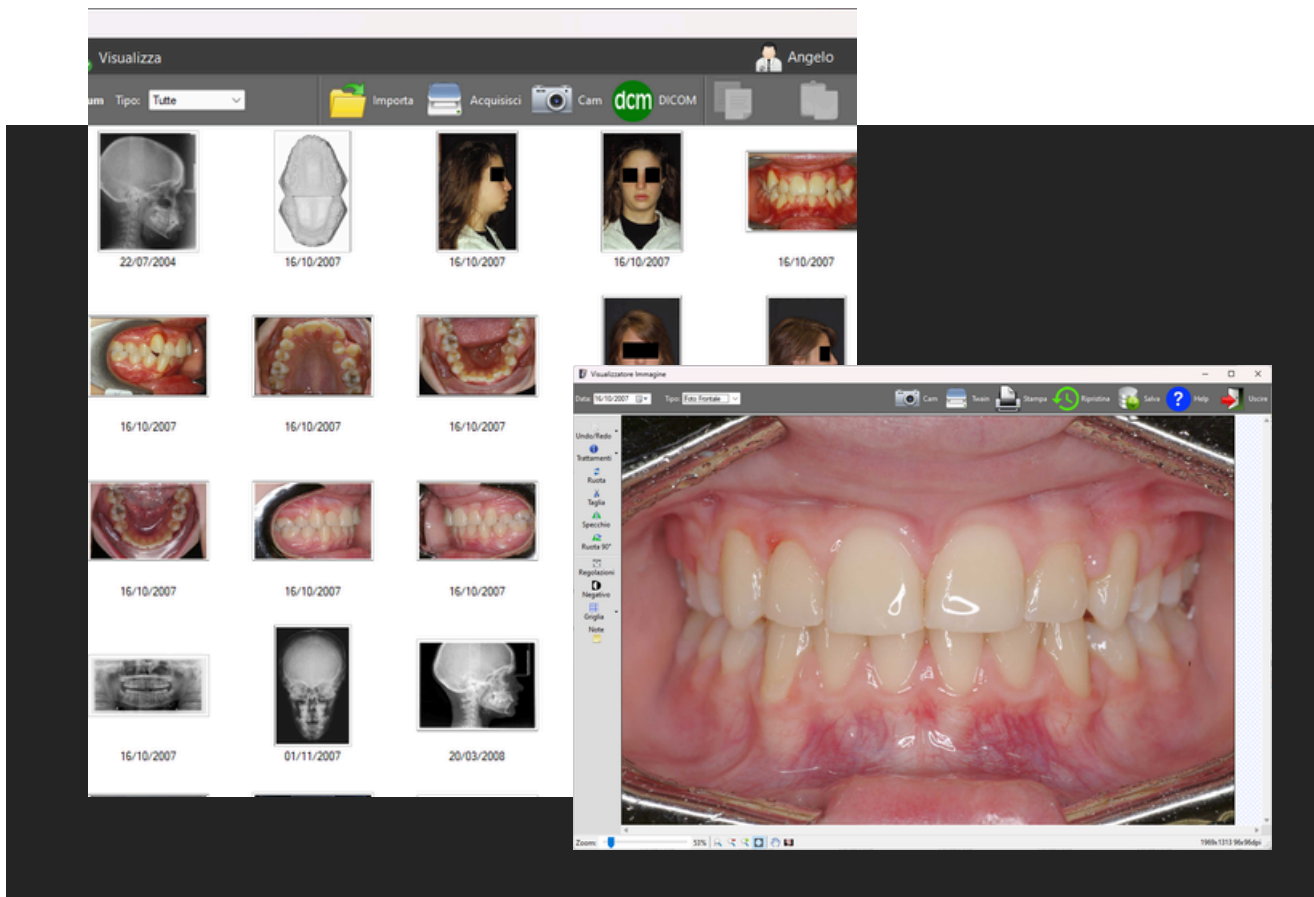 Visualizza
Angelo
um Tipo: Tutte
Importa
Acquisisci
Cam
dcm DICOM
22/07/2004
16/10/2007
16/10/2007
16/10/2007
16/10/2007
16/10/2007
16/10/2007
16/10/2007
16/10/2007
16/10/2007
16/10/2007
16/10/2007
01/11/2007
20/03/2008
Visualizzatore Immagine
Data: 16/10/2007 Tipo: Foto Frontale
Cam
Twain
Stampa
Ripristina
Salva
? Help
Uscire
Undo/Redo
Trattamenti
Ruota
Taglia
Specchio
Ruota 90°
Regolazioni
Negativo
Griglia
Note
Zoom: 53%
1969x1313 96x96dpi